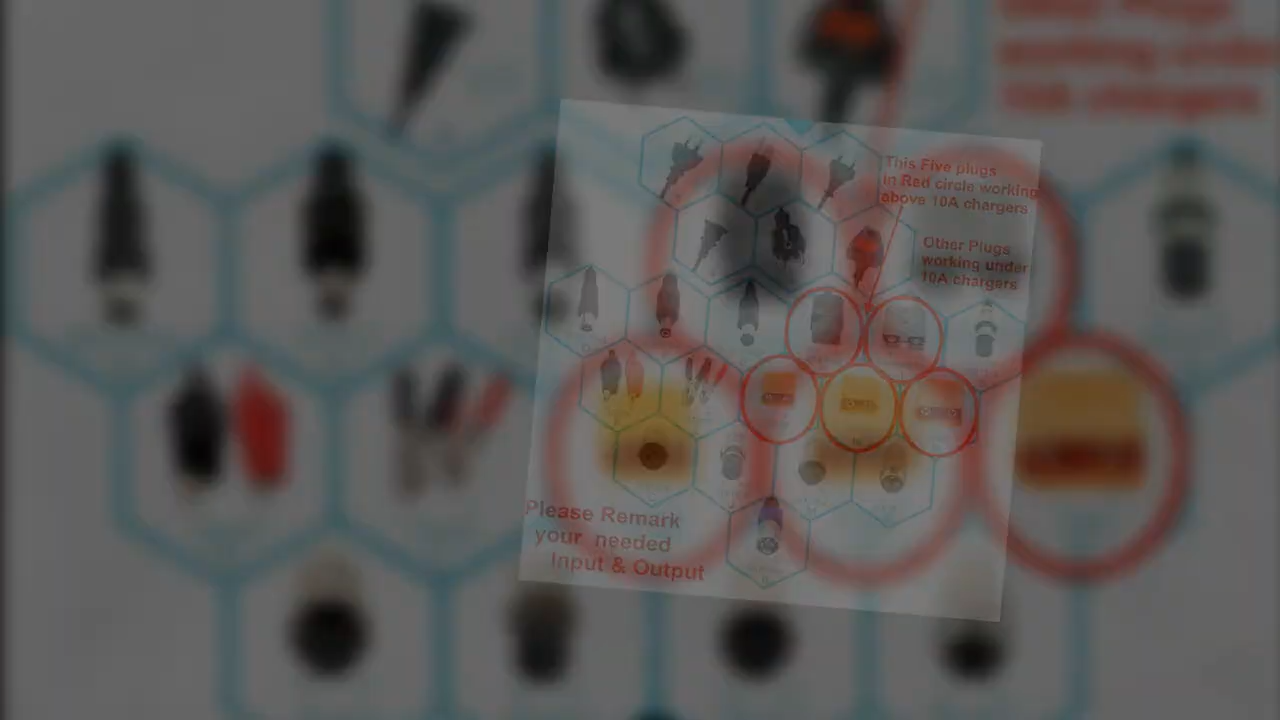 This Five plugs
in Red circle working
above 10A chargers
Other Plugs
working under
10A chargers
Please Remark
your needed
Input & Output